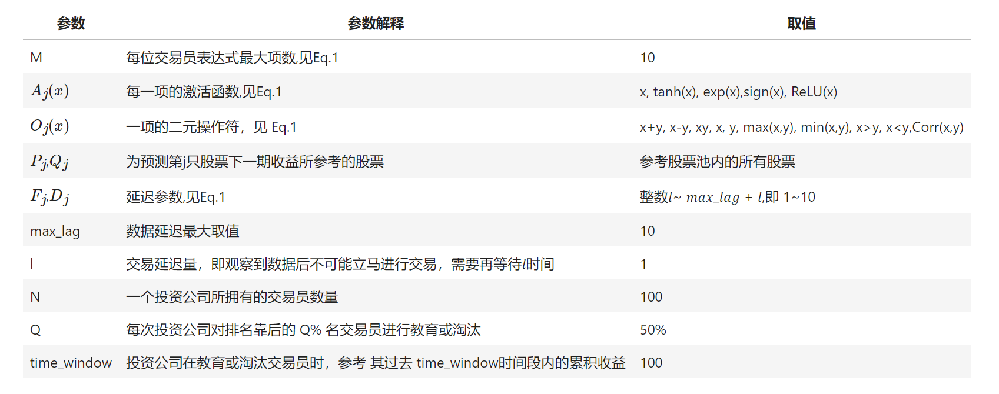 参数 参数解释 取值
M 每位交易员表达式最大项数,见Eq.1 10
A_j(x) 每一项的激活函数,见Eq.1 x, tanh(x), exp(x),sign(x), ReLU(x)
O_j(x) 一项的二元操作符，见 Eq.1 x+y, x-y, xy, x, y, max(x,y), min(x,y), x>y, x<y,Corr(x,y)
P_j,Q_j 为预测第j只股票下一期收益所参考的股票 参考股票池内的所有股票
F_j,D_j 延迟参数,见Eq.1 整数l~ max_lag + l,即 1~10
max_lag 数据延迟最大取值 10
l 交易延迟量，即观察到数据后不可能立马进行交易，需要再等待l时间 1
N 一个投资公司所拥有的交易员数量 100
Q 每次投资公司对排名靠后的 Q% 名交易员进行教育或淘汰 50%
time_window 投资公司在教育或淘汰交易员时，参考 其过去 time_window时间段内的累积收益 100